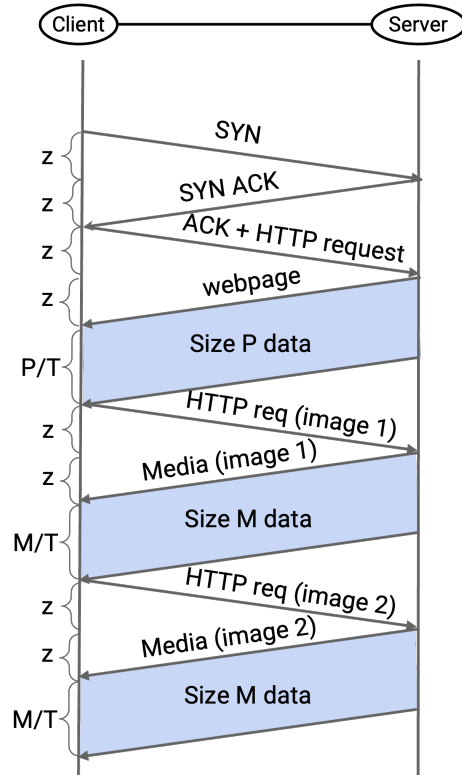 Client
Server
SYN
z
SYN ACK
z
ACK + HTTP request
z
webpage
z
Size P data
P/T
HTTP req (image 1)
z
Media (image 1)
z
Size M data
M/T
HTTP req (image 2)
z
Media (image 2)
z
Size M data
M/T